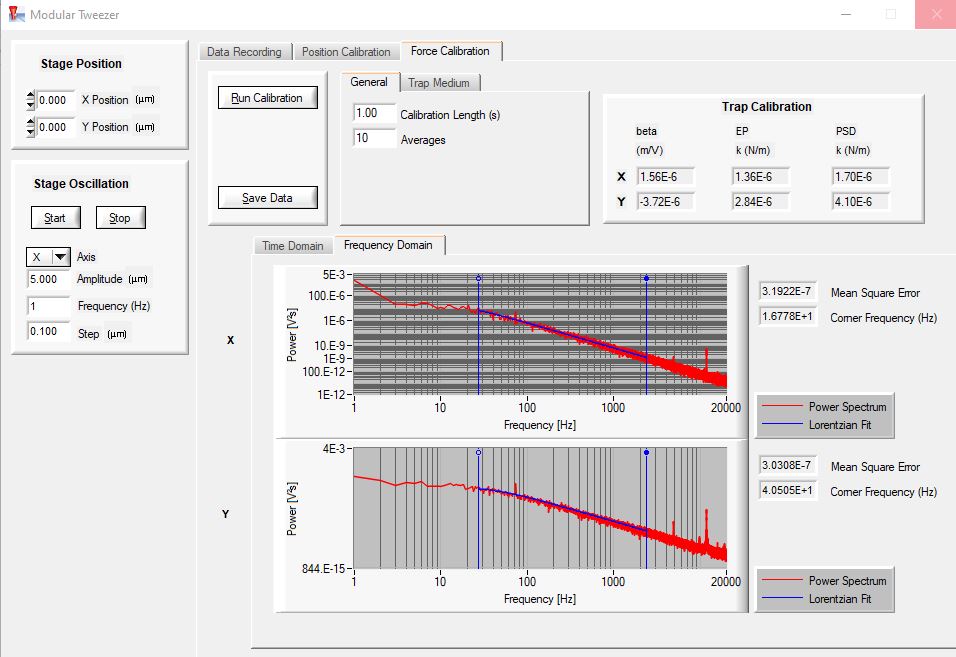 Modular Tweezer
Stage Position
0.000 X Position (µm)
0.000 Y Position (µm)
Stage Oscillation
Start Stop
X Axis
5.000 Amplitude (µm)
1 Frequency (Hz)
0.100 Step (µm)
Data Recording Position Calibration Force Calibration
Run Calibration
Save Data
General Trap Medium
1.00 Calibration Length (s)
10 Averages
Trap Calibration
beta EP PSD
(m/V) k (N/m) k (N/m)
X 1.56E-6 1.36E-6 1.70E-6
Y -3.72E-6 2.84E-6 4.10E-6
Time Domain Frequency Domain
X
Power [V²s]
5E-3
100.E-6
1E-6
10.E-9
1E-9
100.E-12
1E-12
1 10 100 1000 20000
Frequency [Hz]
3.1922E-7 Mean Square Error
1.6778E+1 Corner Frequency (Hz)
Power Spectrum
Lorentzian Fit
Y
Power [V²s]
4E-3
844.E-15
1 10 100 1000 20000
Frequency [Hz]
3.0308E-7 Mean Square Error
4.0505E+1 Corner Frequency (Hz)
Power Spectrum
Lorentzian Fit